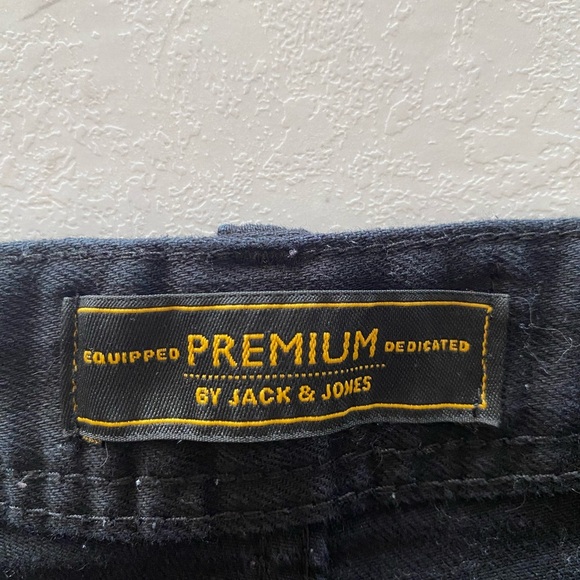 EQUIPPED PREMIUM DEDICATED
BY JACK & JONES